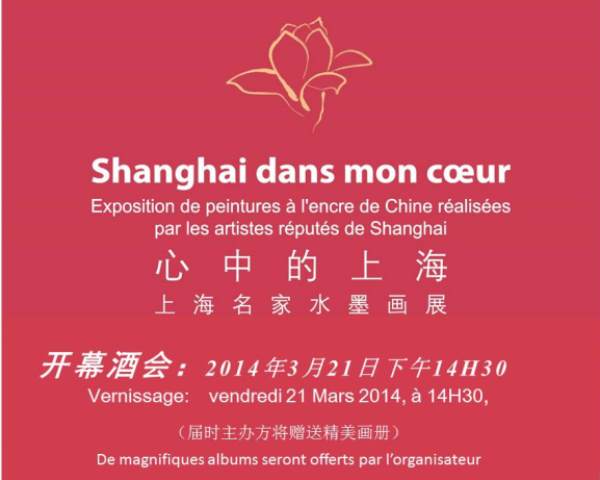 Shanghai dans mon cœur
Exposition de peintures à l'encre de Chine réalisées
par les artistes réputés de Shanghai
心中的上海
上海名家水墨画展
开幕酒会：2014年3月21日下午14H30
Vernissage: vendredi 21 Mars 2014, à 14H30,
（届时主办方将赠送精美画册）
De magnifiques albums seront offerts par l’organisateur